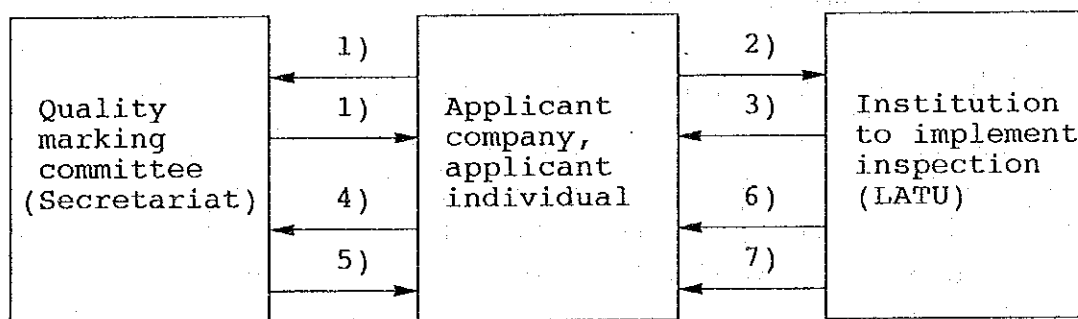 1)
2)
Quality
marking
committee
(Secretariat)
1)
Applicant
company,
applicant
individual
3)
Institution
to implement
inspection
(LATU)
4)
6)
5)
7)